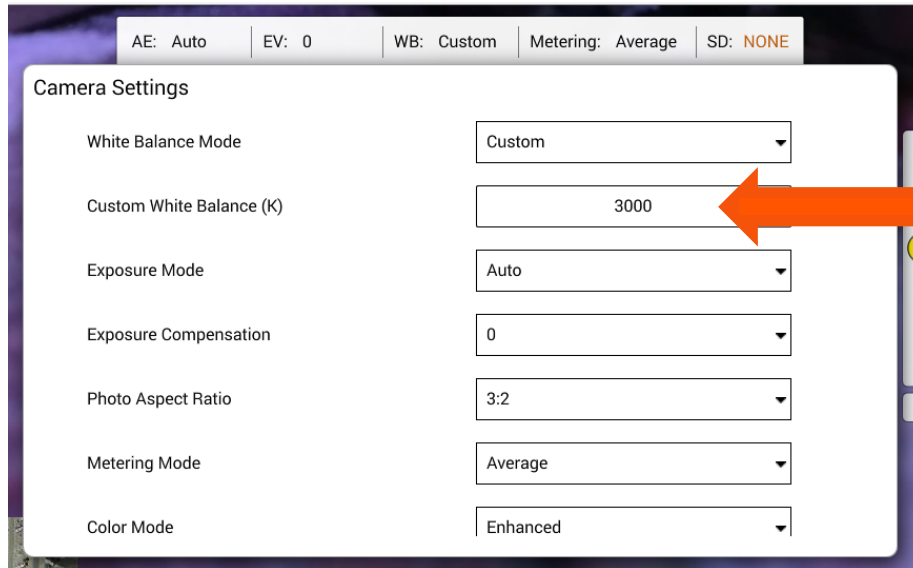 AE: Auto EV: 0 WB: Custom Metering: Average SD: NONE
Camera Settings
White Balance Mode Custom
Custom White Balance (K) 3000
Exposure Mode Auto
Exposure Compensation 0
Photo Aspect Ratio 3:2
Metering Mode Average
Color Mode Enhanced